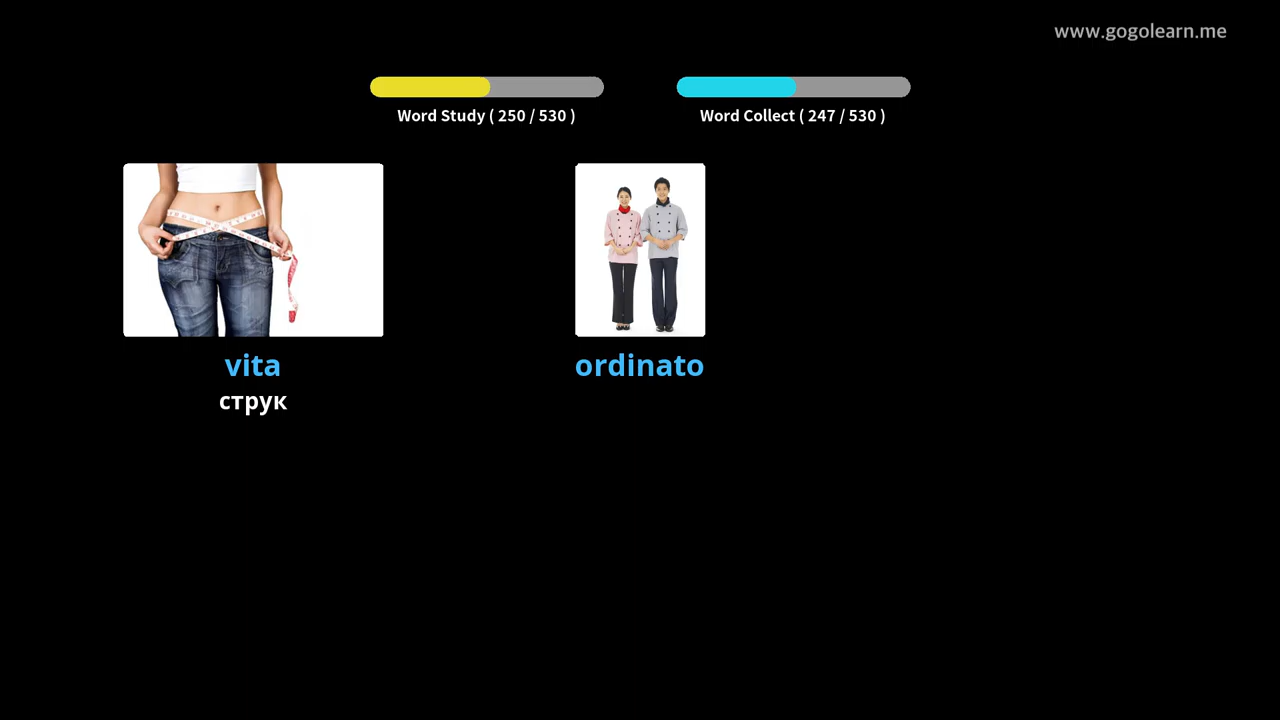 www.gogolearn.me
Word Study ( 250 / 530 )
Word Collect ( 247 / 530 )
vita
струк
ordinato